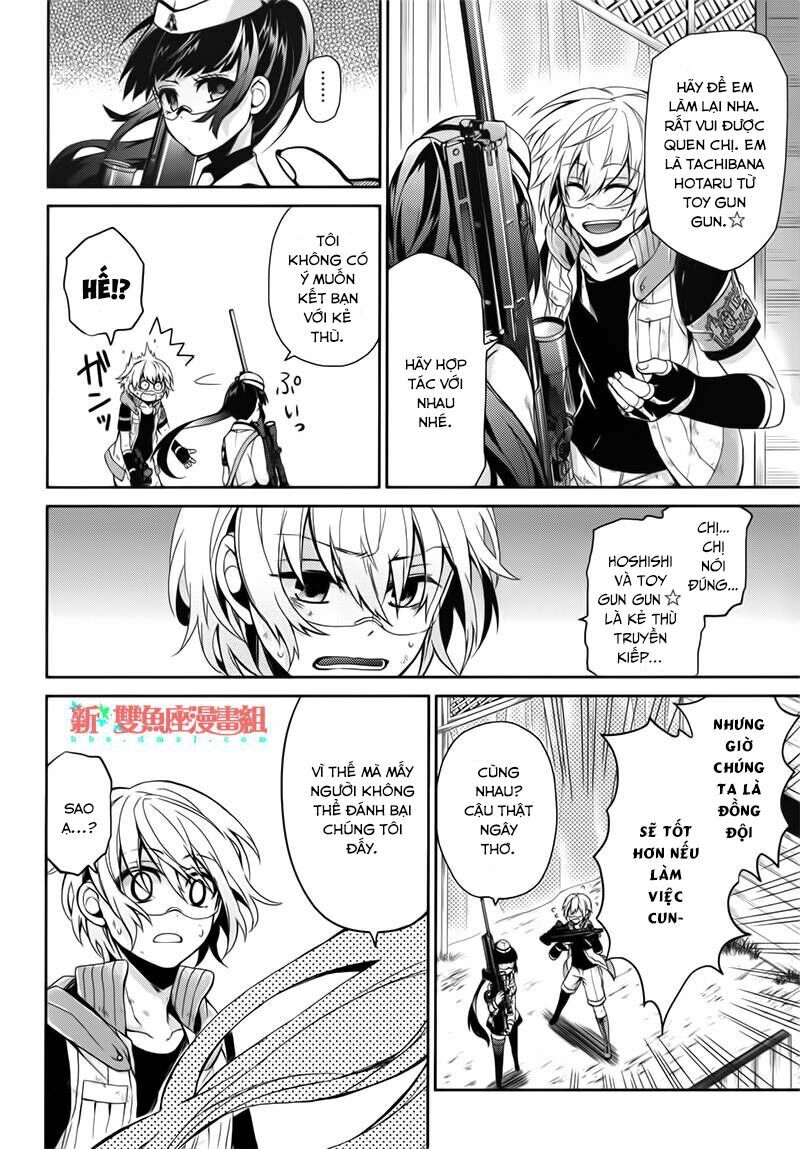 HÃY ĐỂ EM
LÀM LẠI NHA.
RẤT VUI ĐƯỢC
QUEN CHỊ. EM
LÀ TACHIBANA
HOTARU TỪ
TOY GUN
GUN.☆
HÃY HỢP
TÁC VỚI
NHAU
NHÉ.
......
TÔI
KHÔNG CÓ
Ý MUỐN
KẾT BẠN
VỚI KẺ
THÙ.
ぷいっ
HẾ!?
ガーンッ
CHỊ...
CHỊ
NÓI
ĐÚNG...
HOSHISHI
VÀ TOY
GUN GUN☆
LÀ KẺ THÙ
TRUYỀN
KIẾP...
NHƯNG
GIỜ
CHÚNG
TA LÀ
ĐỒNG
ĐỘI
SẼ TỐT
HƠN NẾU
LÀM
VIỆC
CUN-
CÙNG
NHAU?
CẬU THẬT
NGÂY
THƠ.
VÌ THẾ MÀ MẤY
NGƯỜI KHÔNG
THỂ ĐÁNH BẠI
CHÚNG TÔI
ĐẤY.
SAO
Ạ...?
新雙魚座漫畫組
bbs.dmzj.com